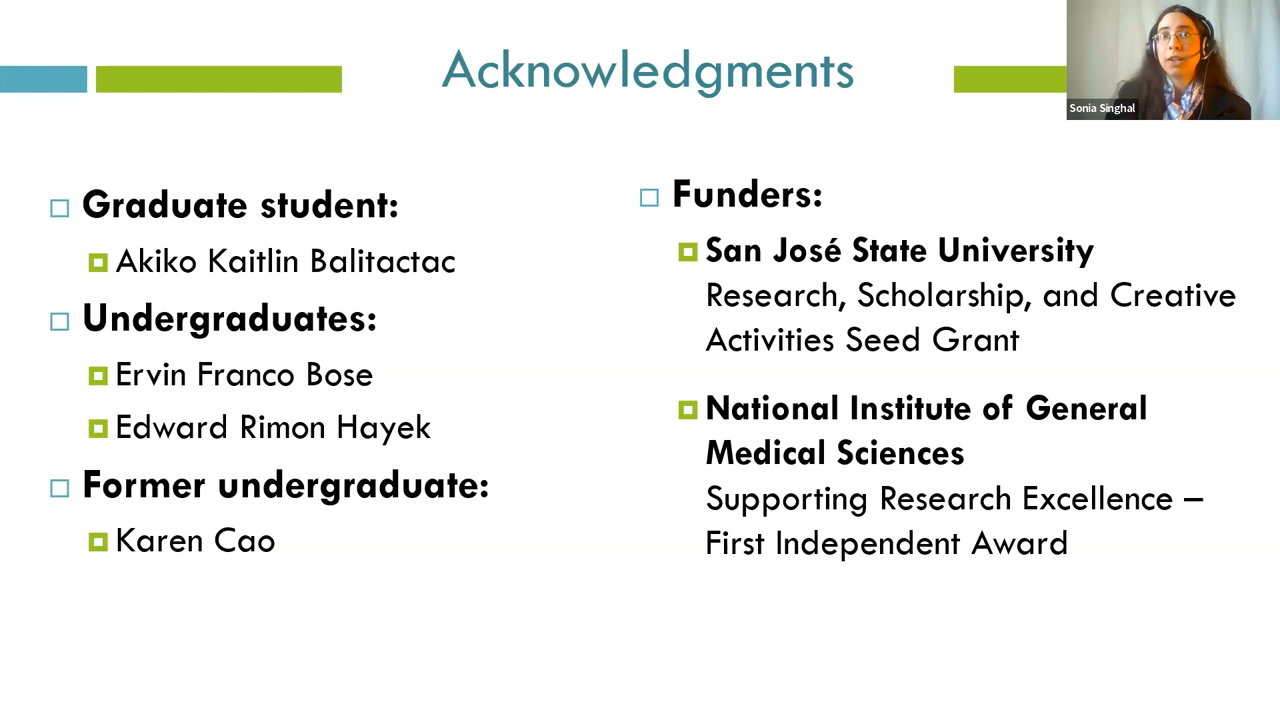 Acknowledgments
Sonia Singhal
Graduate student:
Akiko Kaitlin Balitactac
Undergraduates:
Ervin Franco Bose
Edward Rimon Hayek
Former undergraduate:
Karen Cao
Funders:
San José State University
Research, Scholarship, and Creative
Activities Seed Grant
National Institute of General
Medical Sciences
Supporting Research Excellence –
First Independent Award